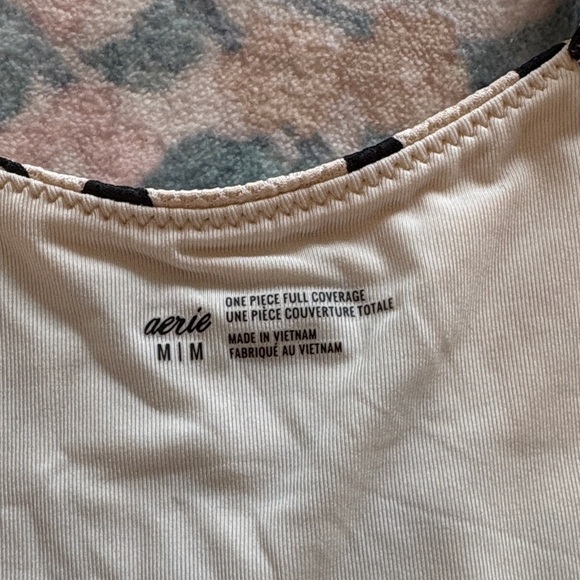 aerie
M|M
ONE PIECE FULL COVERAGE
UNE PIÈCE COUVERTURE TOTALE
MADE IN VIETNAM
FABRIQUÉ AU VIETNAM